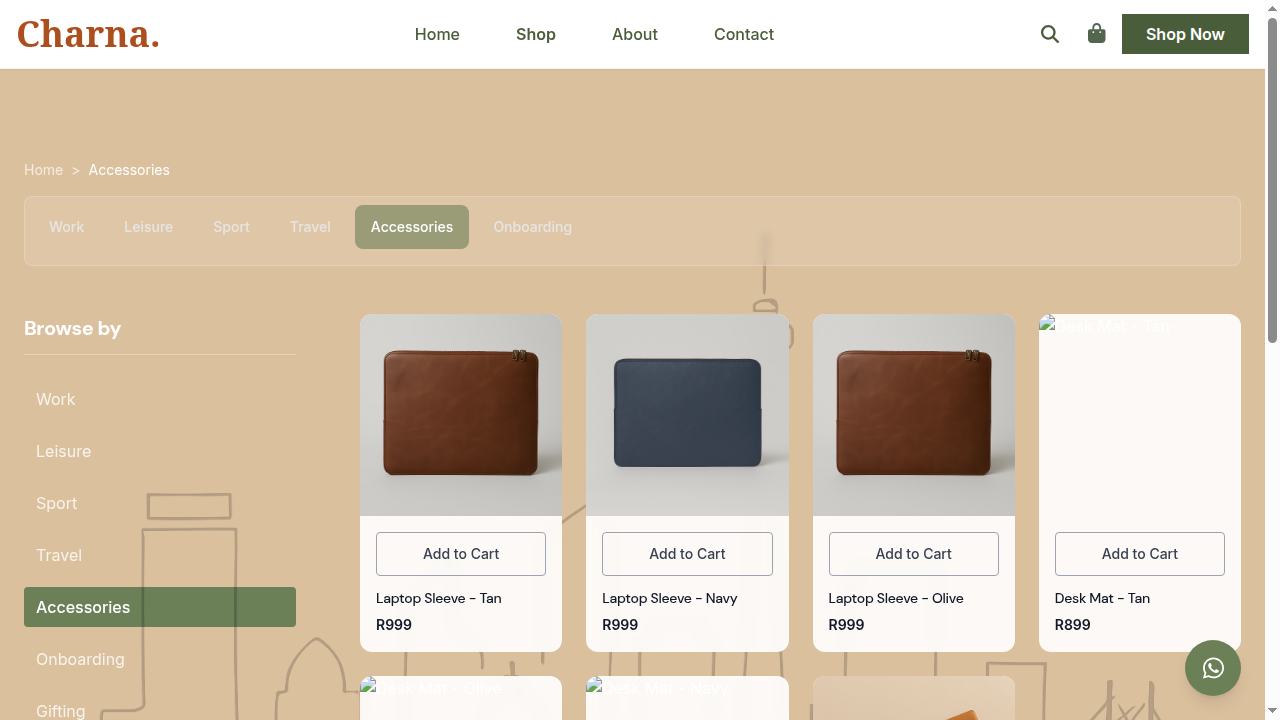 Charna.
Home
Shop
About
Contact
Shop Now
Home > Accessories
Work
Leisure
Sport
Travel
Accessories
Onboarding
Browse by
Work
Leisure
Sport
Travel
Accessories
Onboarding
Gifting
Desk Mat - Tan
Add to Cart
Add to Cart
Add to Cart
Add to Cart
Laptop Sleeve - Tan
Laptop Sleeve - Navy
Laptop Sleeve - Olive
Desk Mat - Tan
R999
R999
R999
R899
Desk Mat - Olive
Desk Mat - Navy